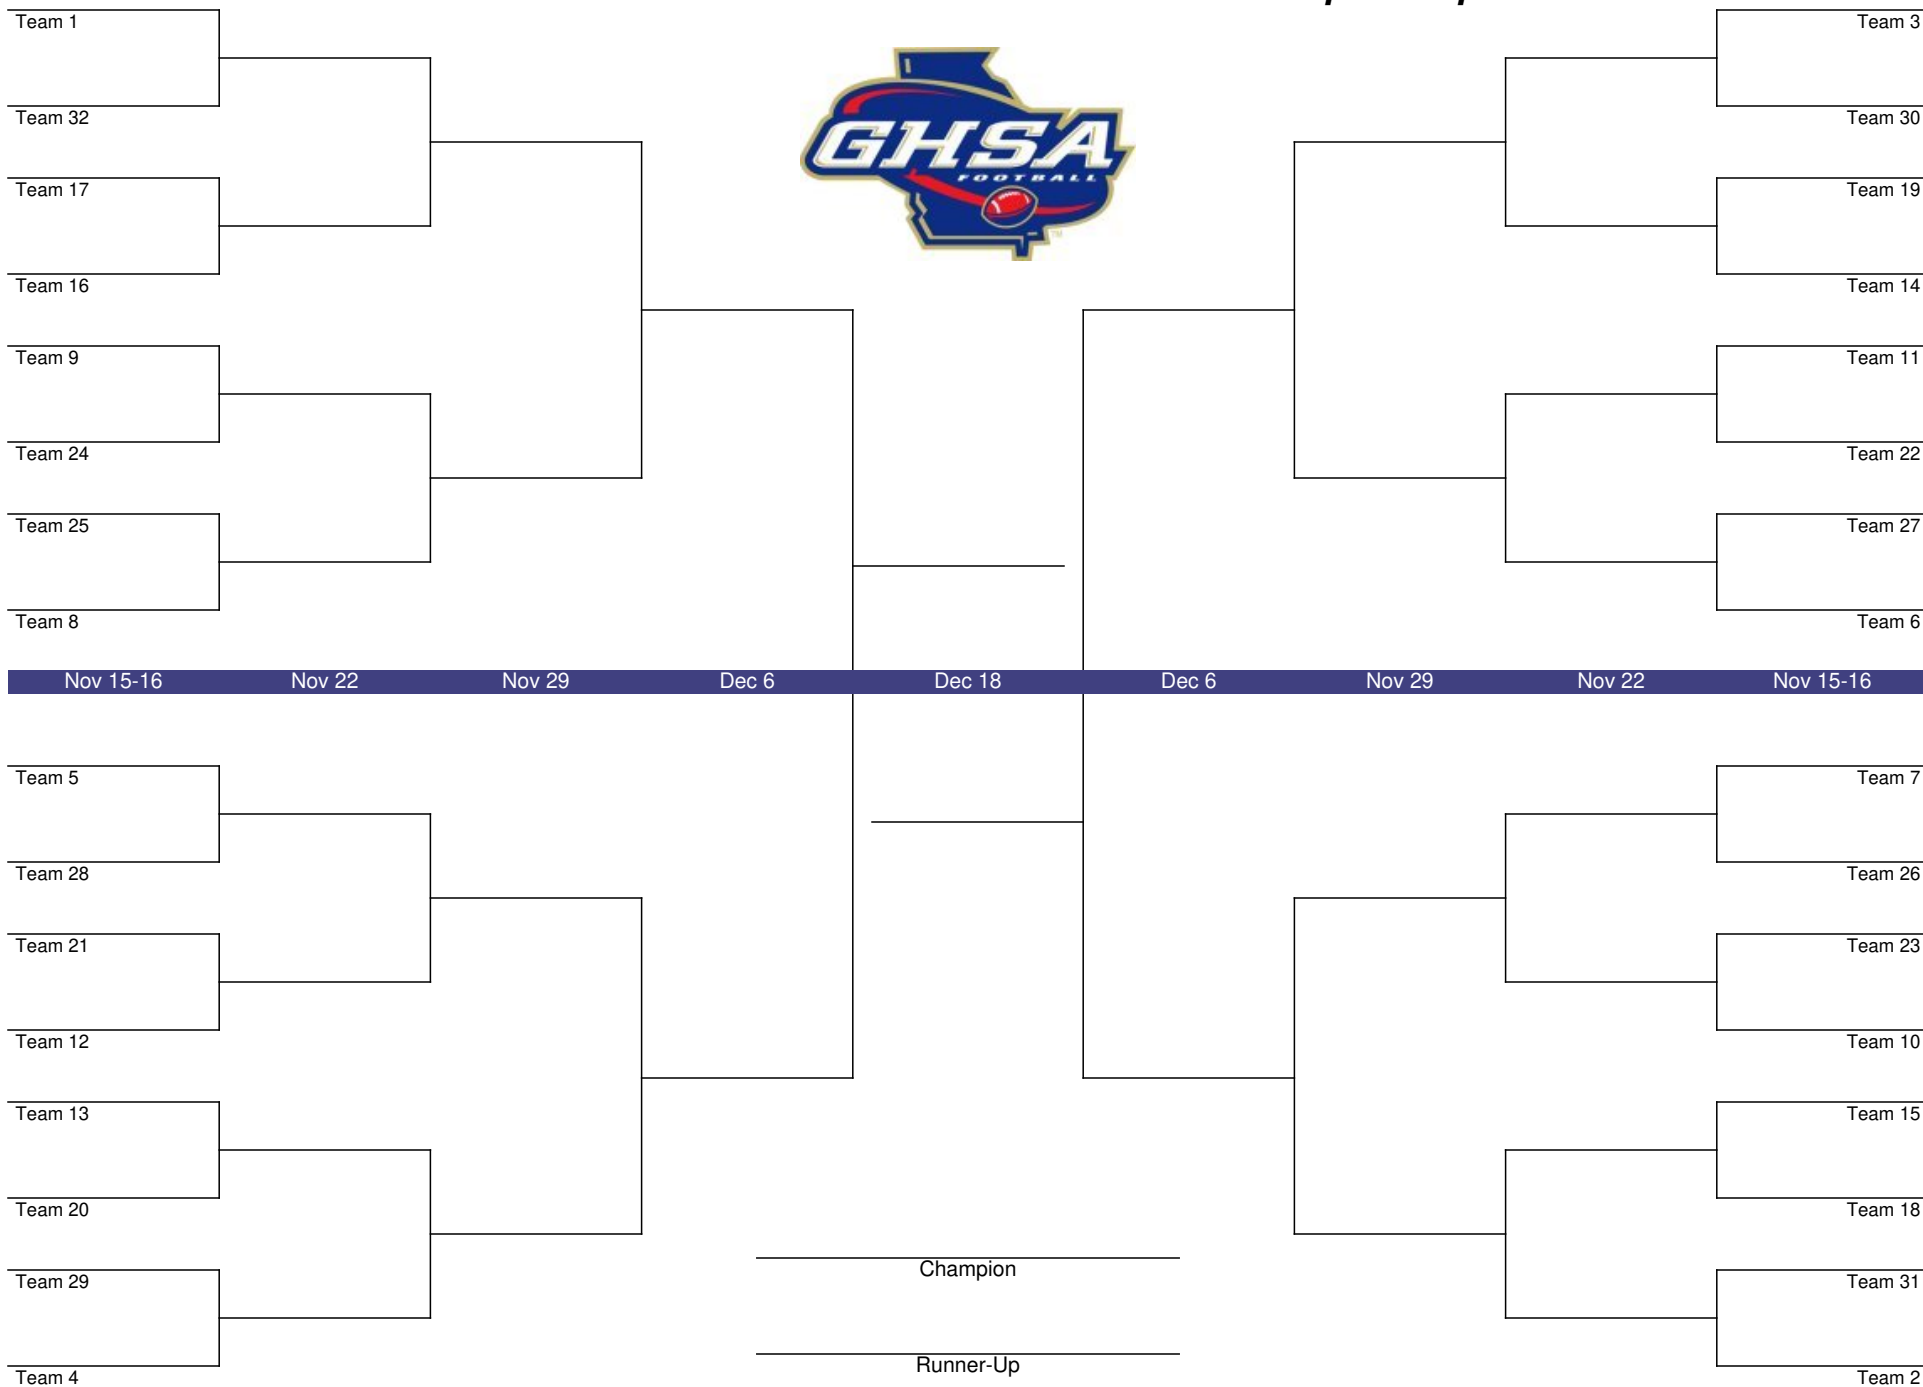 Team 1
Team 32
Team 17
Team 16
Team 9
Team 24
Team 25
Team 8
GHSA
FOOTBALL
TM
Team 3
Team 30
Team 19
Team 14
Team 11
Team 22
Team 27
Team 6
Nov 15-16 Nov 22 Nov 29 Dec 6 Dec 18 Dec 6 Nov 29 Nov 22 Nov 15-16
Team 5
Team 28
Team 21
Team 12
Team 13
Team 20
Team 29
Team 4
Champion
Runner-Up
Team 7
Team 26
Team 23
Team 10
Team 15
Team 18
Team 31
Team 2